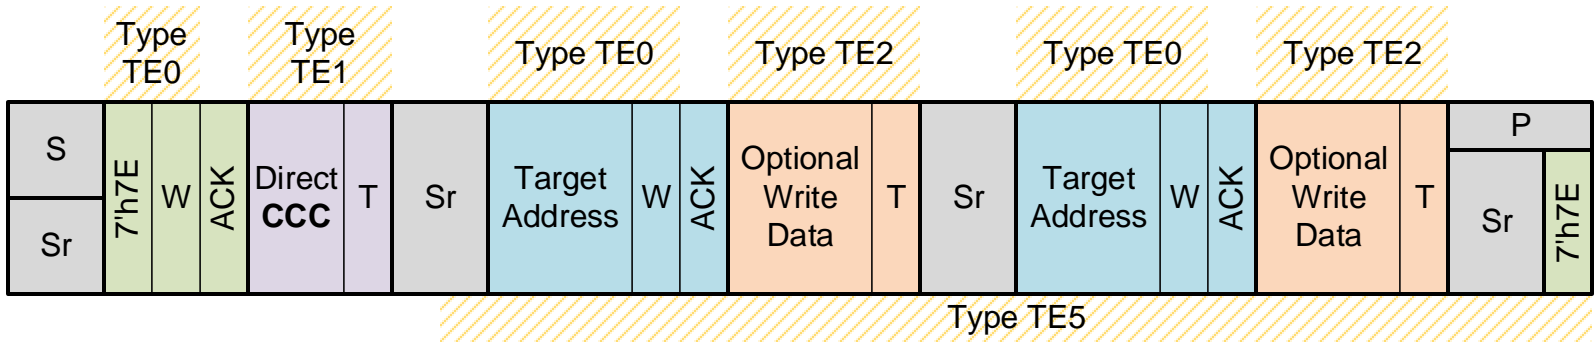 Type
TE0
Type
TE1
Type TE0
Type TE2
Type TE0
Type TE2
S
Sr
7'h7E
W
ACK
Direct
CCC
T
Sr
Target
Address
W
ACK
Optional
Write
Data
T
Sr
Target
Address
W
ACK
Optional
Write
Data
T
P
Sr
7'h7E
Type TE5